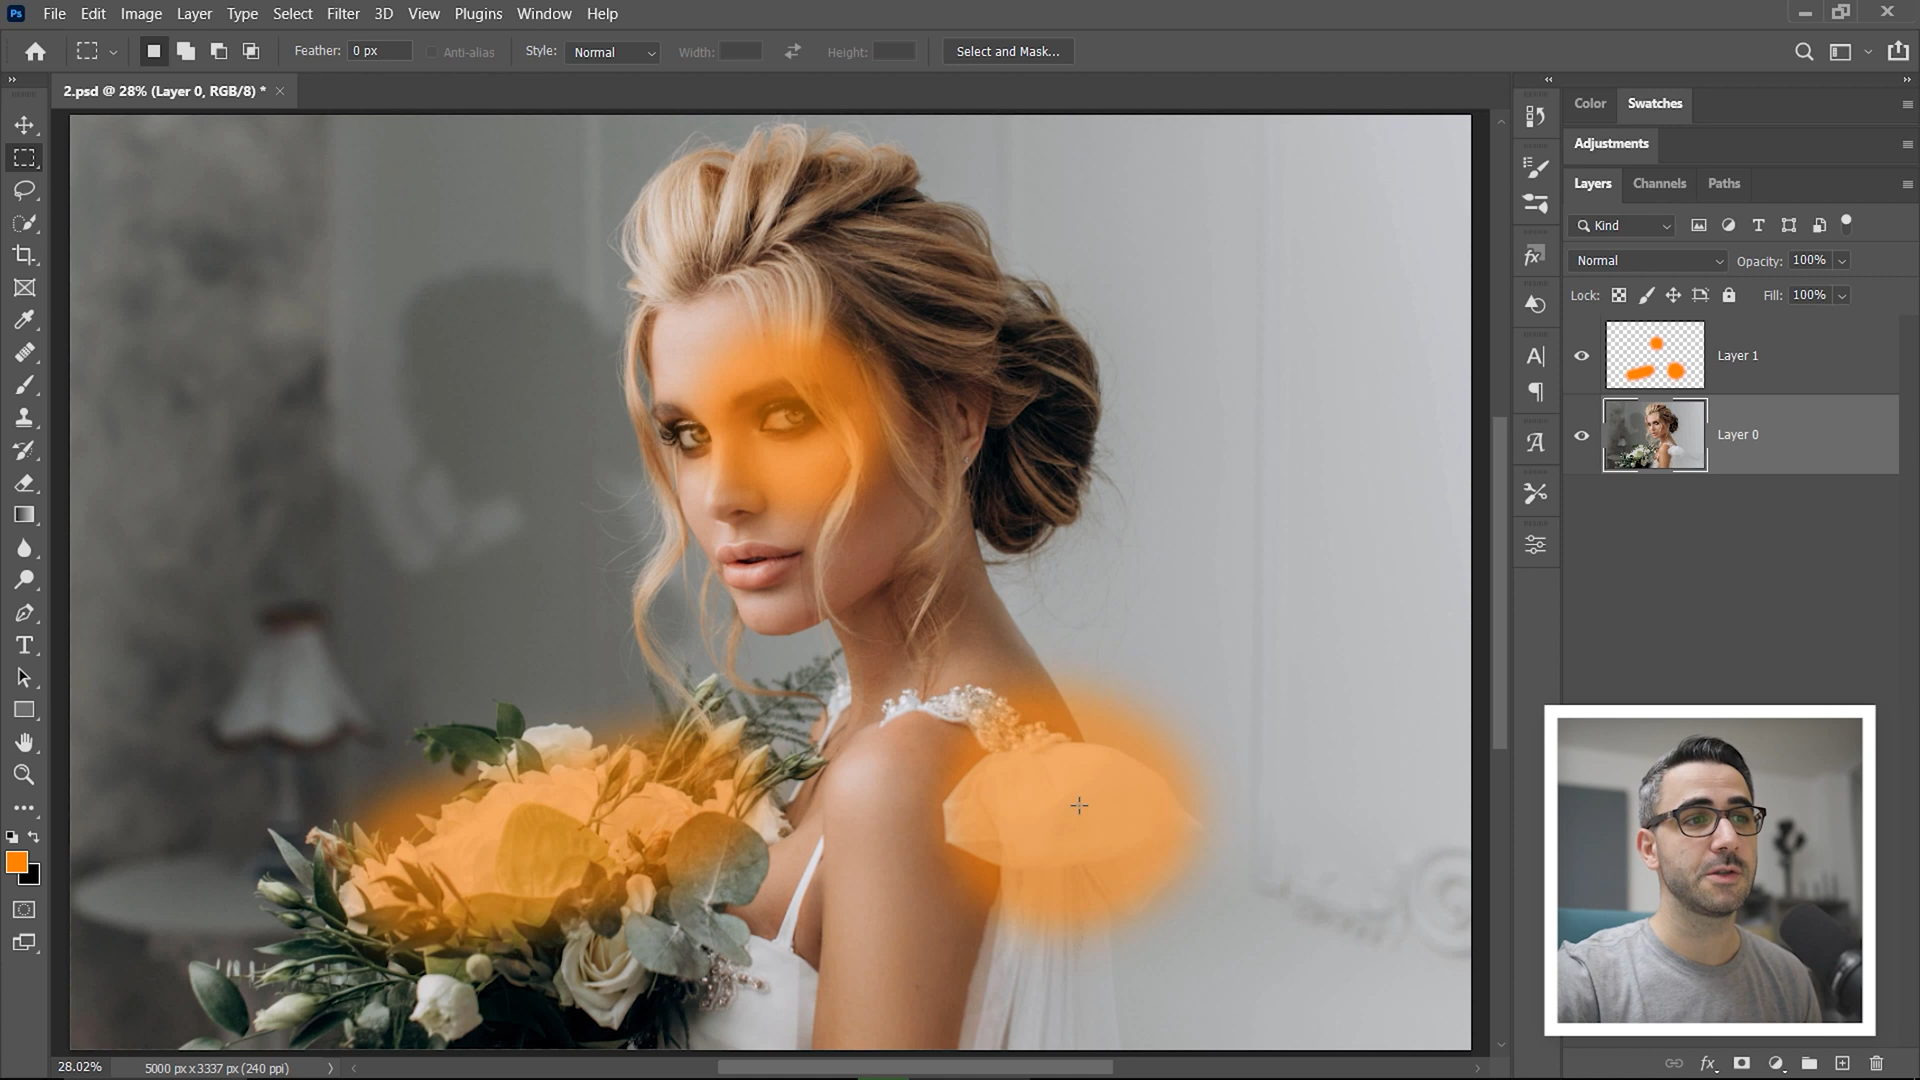 Ps File Edit Image Layer Type Select Filter 3D View Plugins Window Help
Feather: 0 px Anti-alias Style: Normal Width: Height: Select and Mask...
2.psd @ 28% (Layer 0, RGB/8) *
Color Swatches
Adjustments
Layers Channels Paths
Kind
Normal Opacity: 100%
Lock: Fill: 100%
Layer 1
Layer 0
28.02% 5000 px x 3337 px (240 ppi)